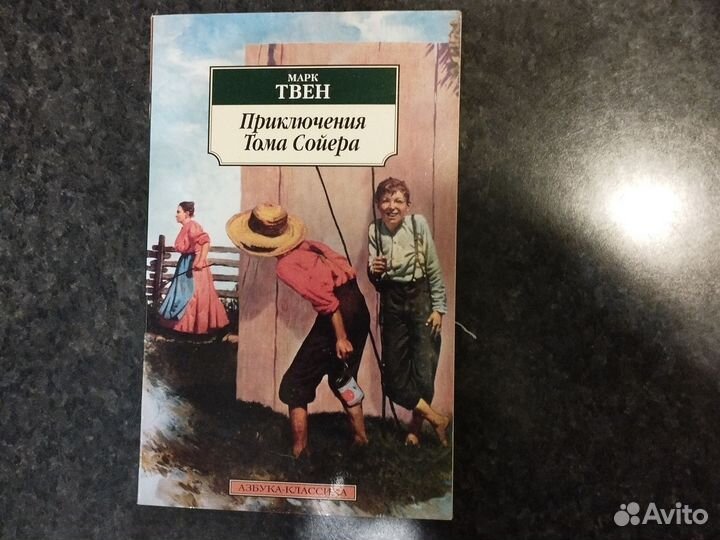 МАРК
ТВЕН
Приключения
Тома Сойера
АЗБУКА-КЛАССИКА
Avito